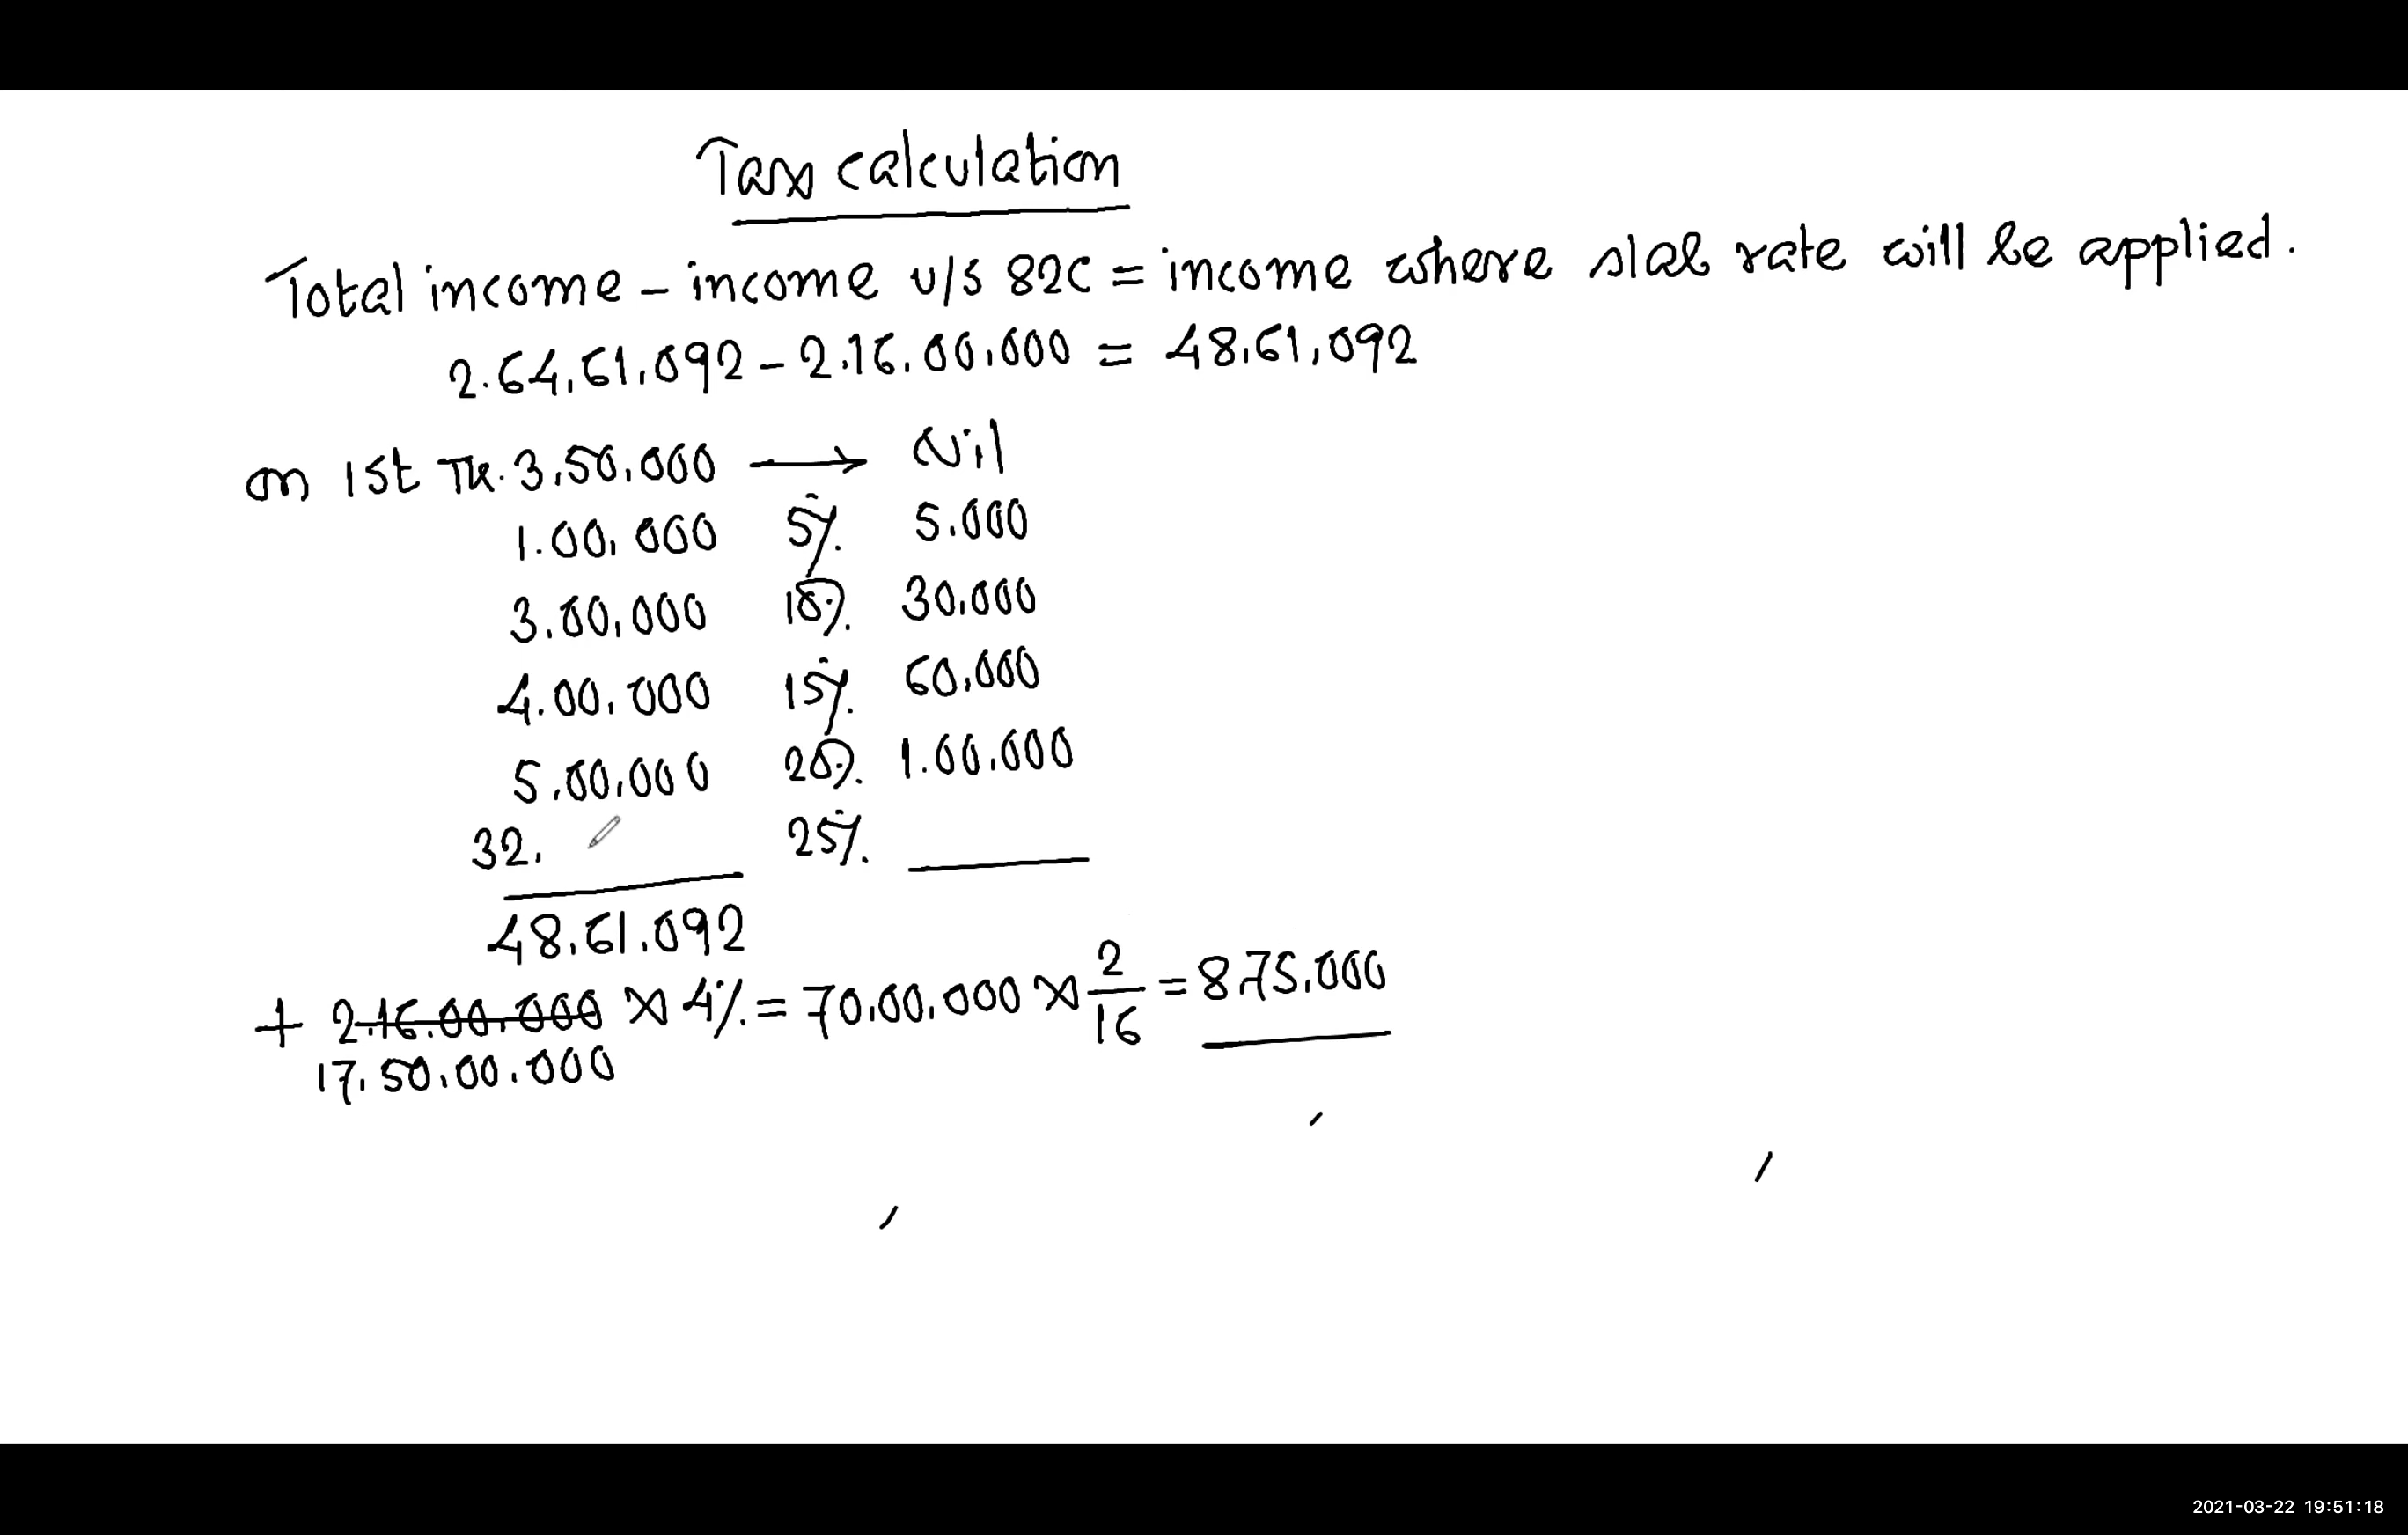 Tax calculation
Total income - income u/s 82C = income where slab rate will be applied.
2.64,61,092 - 2.16,00,000 = 48,61,092
on 1st Tk. 3,50,000 → Nil
1.00,000 5% 5.000
3.00,000 10% 30,000
4.00,000 15% 60,000
5.00,000 20% 1.00,000
32, 25%
48,61,092
+ 2.16.00,000 × 4% = 70,00,000 × 2/16 = 8,75,000
17,50,00,000
2021-03-22 19:51:18